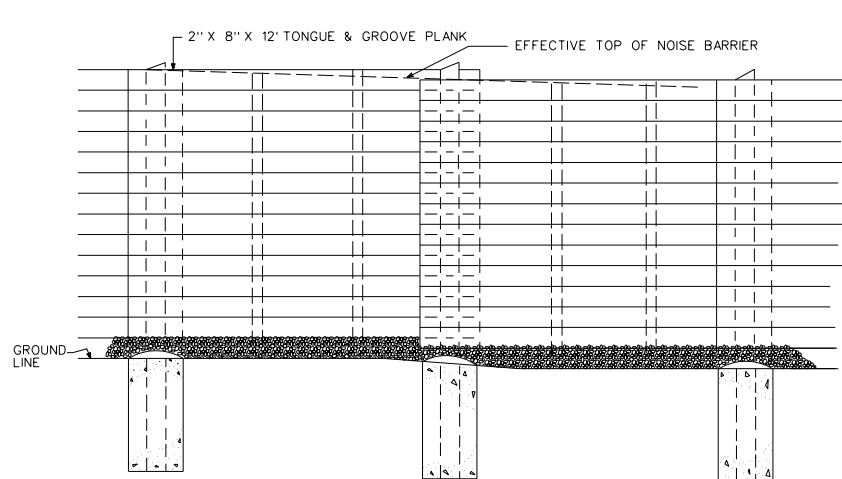 2'' X 8'' X 12' TONGUE & GROOVE PLANK
EFFECTIVE TOP OF NOISE BARRIER
GROUND
LINE